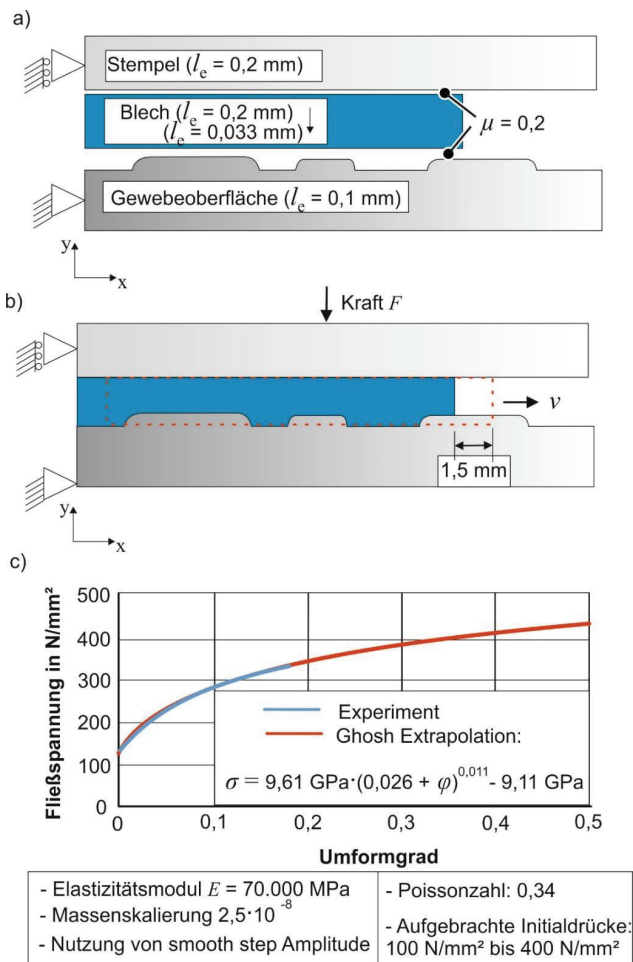 a)
Stempel (lₑ = 0,2 mm)
Blech (lₑ = 0,2 mm)
(lₑ = 0,033 mm)
μ = 0,2
Gewebeoberfläche (lₑ = 0,1 mm)
y
x
b)
Kraft F
v
1,5 mm
y
x
c)
Fließspannung in N/mm²
500
400
300
200
100
0
Experiment
Ghosh Extrapolation:
σ = 9,61 GPa·(0,026 + φ)^0,011 - 9,11 GPa
0
0,1
0,2
0,3
0,4
0,5
Umformgrad
- Elastizitätsmodul E = 70.000 MPa
- Massenskalierung 2,5·10^-8
- Nutzung von smooth step Amplitude
- Poissonzahl: 0,34
- Aufgebrachte Initialdrücke:
100 N/mm² bis 400 N/mm²